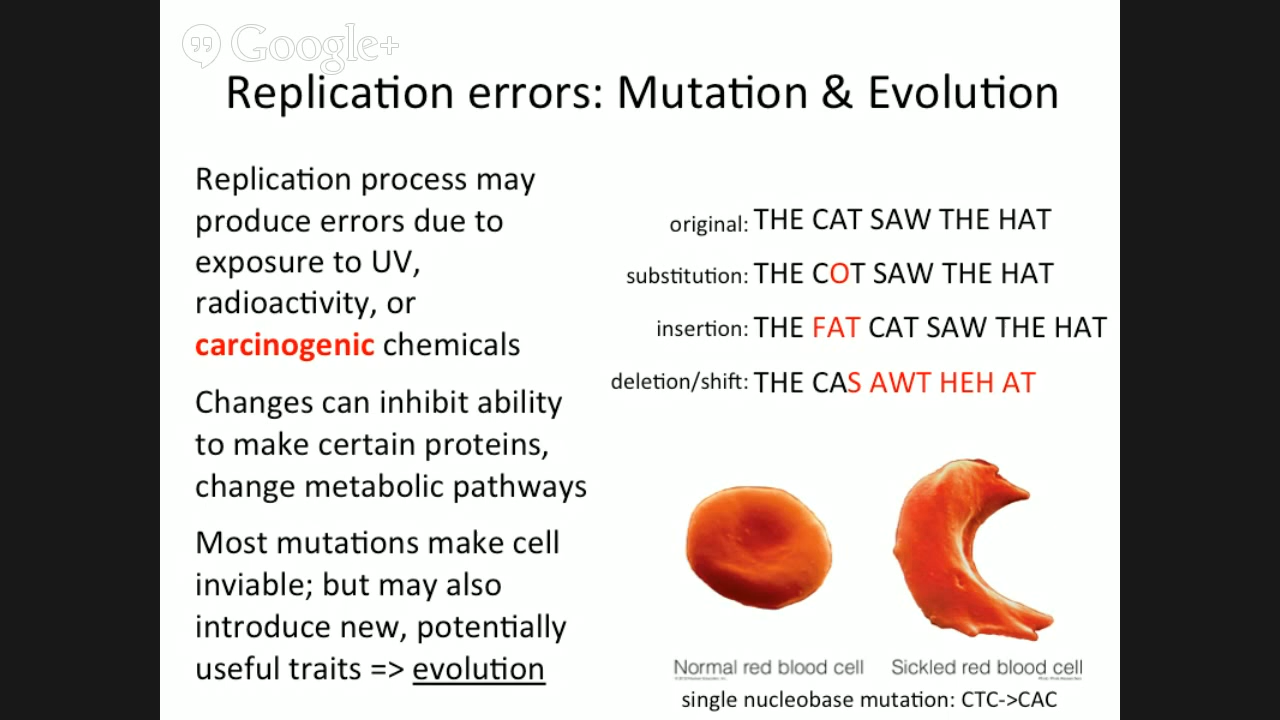 Google+
Replication errors: Mutation & Evolution
Replication process may
produce errors due to
exposure to UV,
radioactivity, or
carcinogenic chemicals
Changes can inhibit ability
to make certain proteins,
change metabolic pathways
Most mutations make cell
inviable; but may also
introduce new, potentially
useful traits => evolution
original: THE CAT SAW THE HAT
substitution: THE COT SAW THE HAT
insertion: THE FAT CAT SAW THE HAT
deletion/shift: THE CAS AWT HEH AT
Normal red blood cell
Sickled red blood cell
single nucleobase mutation: CTC->CAC